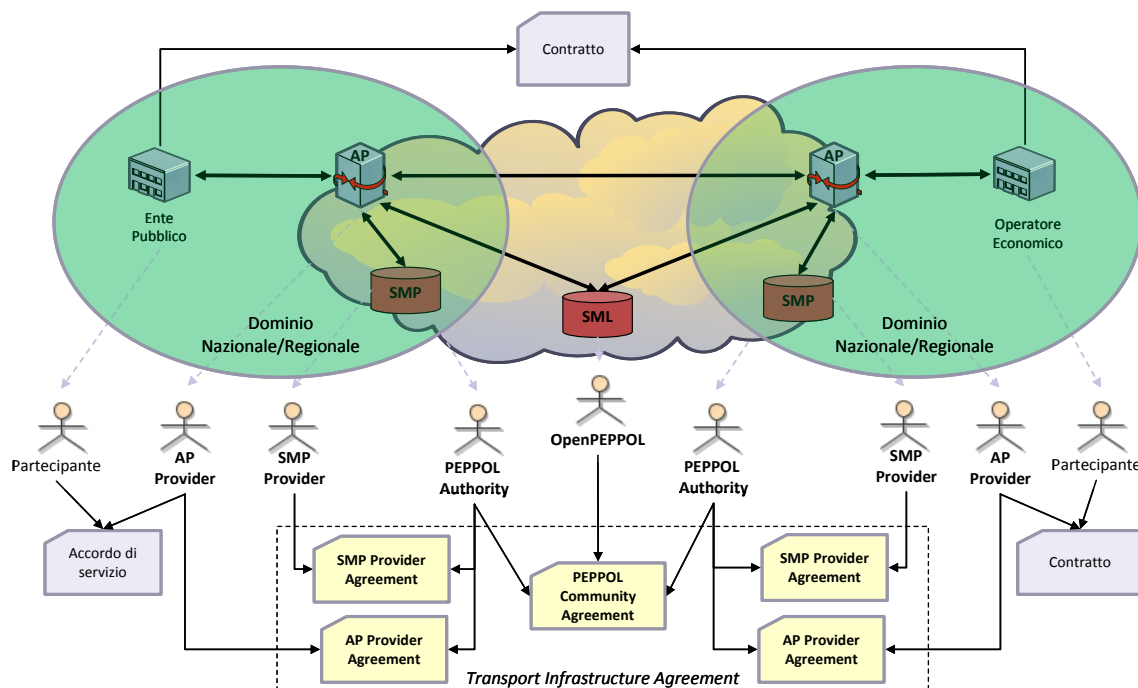 Contratto
AP
AP
Ente
Pubblico
Operatore
Economico
SMP
SMP
SML
Dominio
Nazionale/Regionale
Dominio
Nazionale/Regionale
Partecipante
AP
Provider
SMP
Provider
PEPPOL
Authority
OpenPEPPOL
PEPPOL
Authority
SMP
Provider
AP
Provider
Partecipante
Accordo di
servizio
SMP Provider
Agreement
PEPPOL
Community
Agreement
SMP Provider
Agreement
Contratto
AP Provider
Agreement
AP Provider
Agreement
Transport Infrastructure Agreement